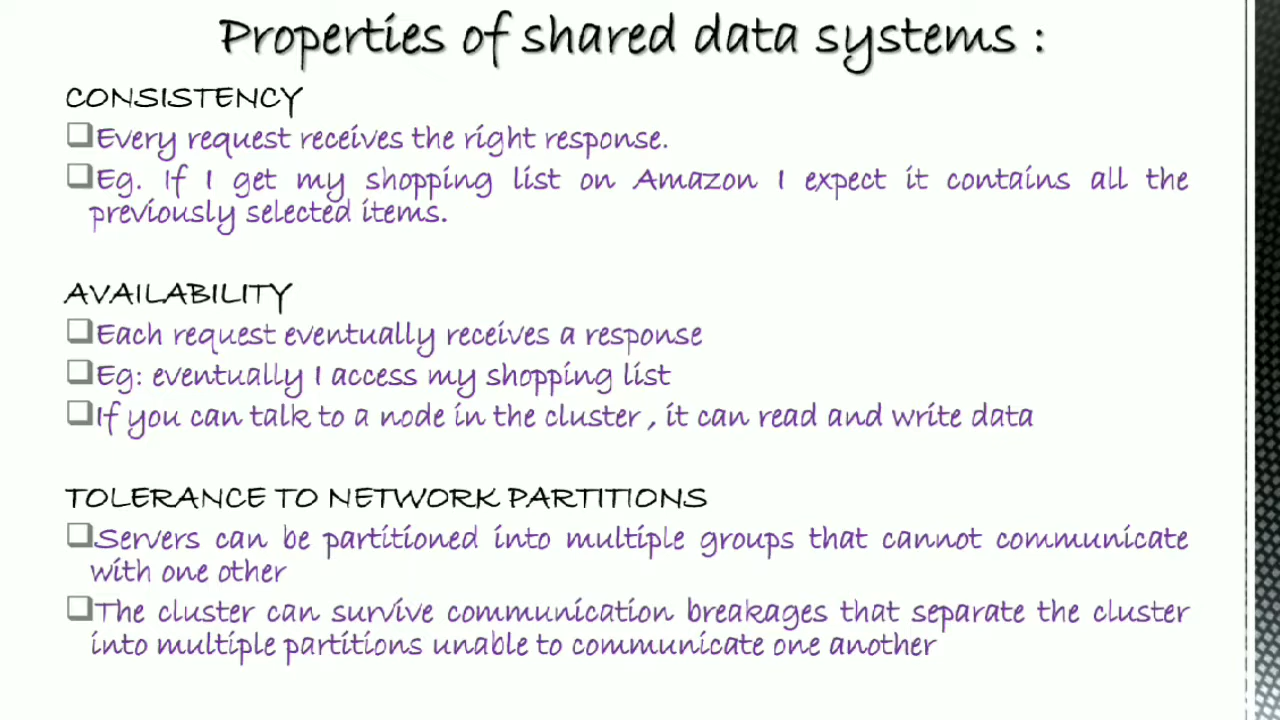 Properties of shared data systems :
CONSISTENCY
❑Every request receives the right response.
❑Eg. If I get my shopping list on Amazon I expect it contains all the
previously selected items.
AVAILABILITY
❑Each request eventually receives a response
❑Eg: eventually I access my shopping list
❑If you can talk to a node in the cluster , it can read and write data
TOLERANCE TO NETWORK PARTITIONS
❑Servers can be partitioned into multiple groups that cannot communicate
with one other
❑The cluster can survive communication breakages that separate the cluster
into multiple partitions unable to communicate one another